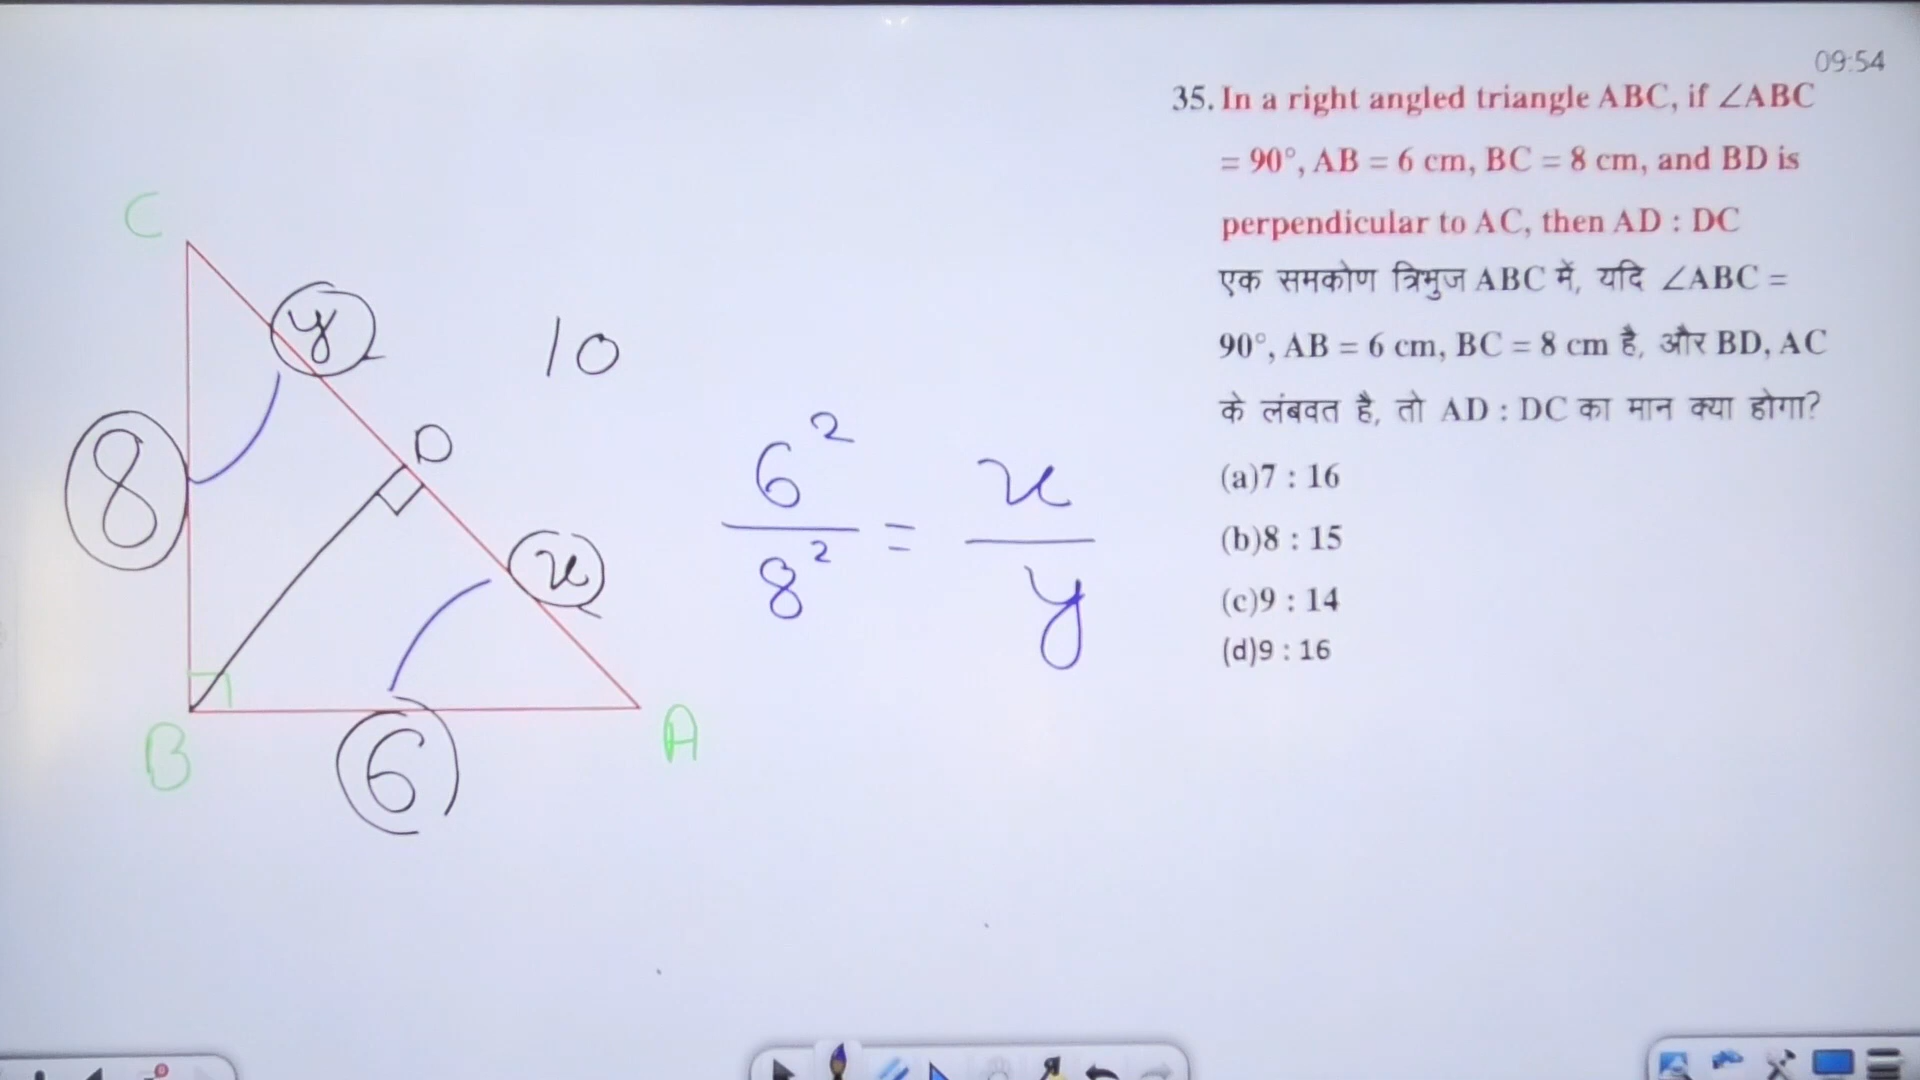 09:54
35. In a right angled triangle ABC, if ∠ABC
= 90°, AB = 6 cm, BC = 8 cm, and BD is
perpendicular to AC, then AD : DC
एक समकोण त्रिभुज ABC में, यदि ∠ABC =
90°, AB = 6 cm, BC = 8 cm है, और BD, AC
के लंबवत है, तो AD : DC का मान क्या होगा?
(a)7 : 16
(b)8 : 15
(c)9 : 14
(d)9 : 16
C
y
10
D
8
x
B
6
A
6² / 8² = x / y